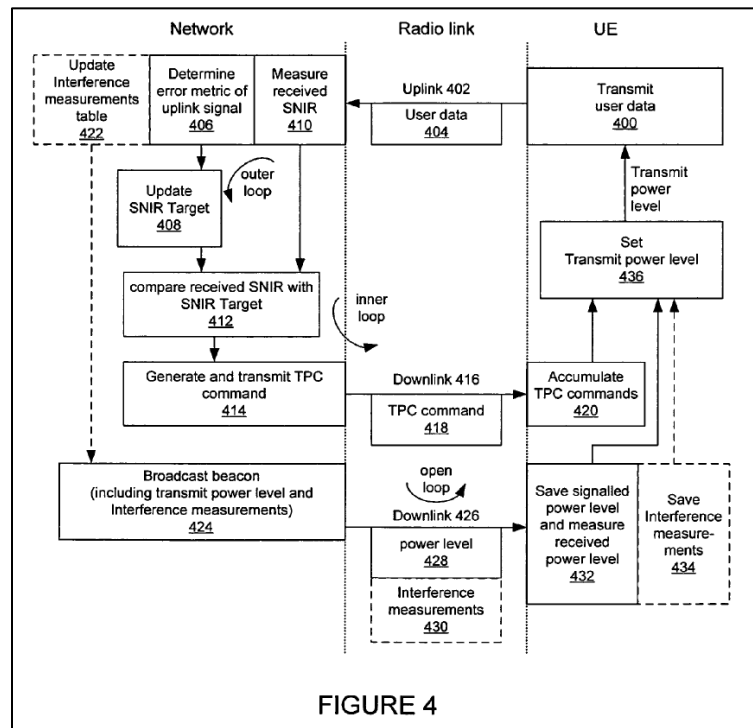 Network
Radio link
UE
Update
Interference
measurements
table
422
Determine
error metric of
uplink signal
406
Measure
received
SNIR
410
Uplink 402
User data
404
Transmit
user data
400
outer
loop
Update
SNIR Target
408
Transmit
power
level
Set
Transmit power level
436
compare received SNIR with
SNIR Target
412
inner
loop
Generate and transmit TPC
command
414
Downlink 416
TPC command
418
Accumulate
TPC commands
420
Broadcast beacon
(including transmit power level and
Interference measurements)
424
open
loop
Downlink 426
power level
428
Interference
measurements
430
Save signalled
power level
and measure
received
power level
432
Save
Interference
measure-
ments
434
FIGURE 4